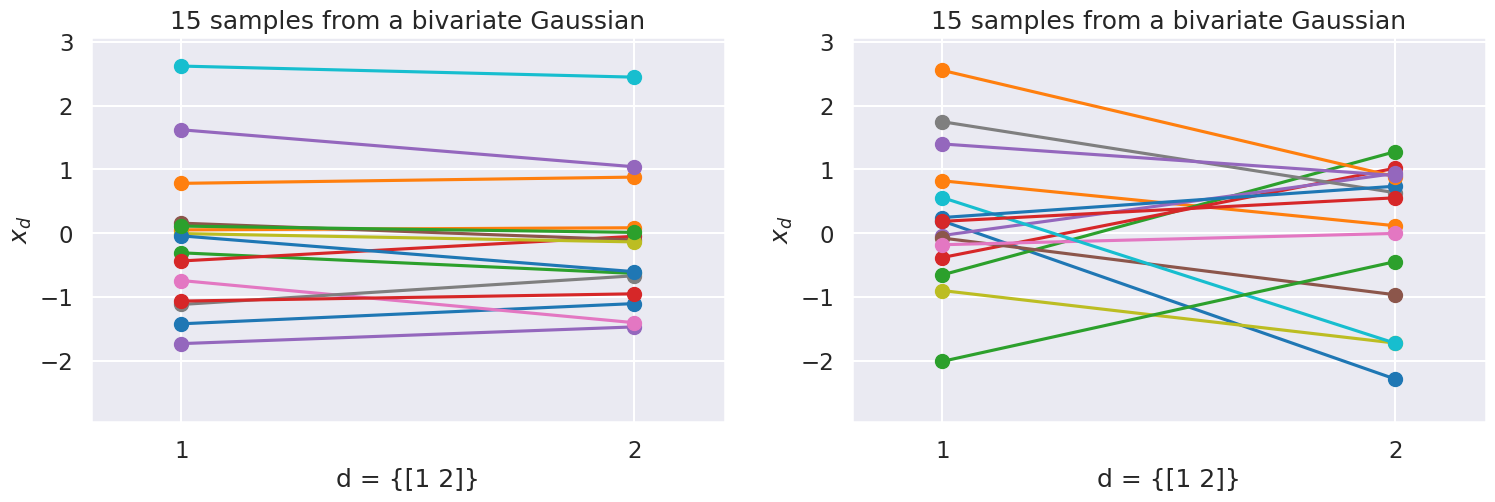 15 samples from a bivariate Gaussian
3
2
1
0
−1
−2
x_d
1 2
d = {[1 2]}
15 samples from a bivariate Gaussian
3
2
1
0
−1
−2
x_d
1 2
d = {[1 2]}